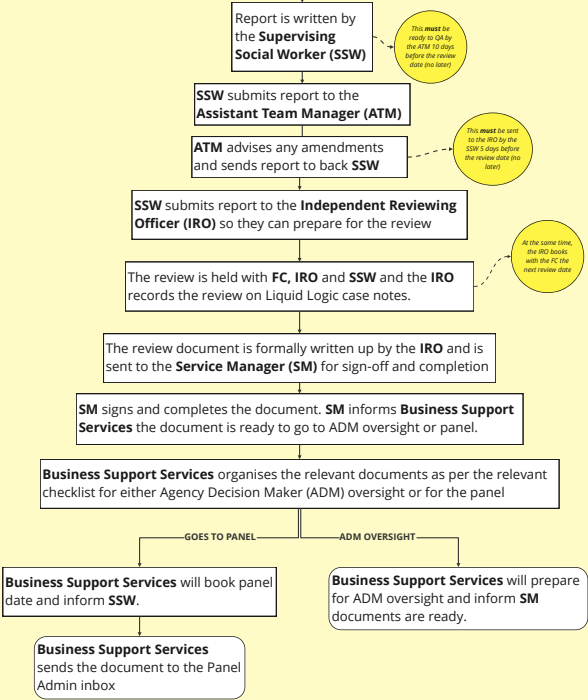 Report is written by
the Supervising
Social Worker (SSW)
This must be
ready to QA by
the ATM 10 days
before the review
date (no later)
SSW submits report to the
Assistant Team Manager (ATM)
ATM advises any amendments
and sends report to back SSW
This must be sent
to the IRO by the
SSW 5 days before
the review date (no
later)
SSW submits report to the Independent Reviewing
Officer (IRO) so they can prepare for the review
At the same time,
the IRO books
with the FC the
next review date
The review is held with FC, IRO and SSW and the IRO
records the review on Liquid Logic case notes.
The review document is formally written up by the IRO and is
sent to the Service Manager (SM) for sign-off and completion
SM signs and completes the document. SM informs Business Support
Services the document is ready to go to ADM oversight or panel.
Business Support Services organises the relevant documents as per the relevant
checklist for either Agency Decision Maker (ADM) oversight or for the panel
GOES TO PANEL
ADM OVERSIGHT
Business Support Services will book panel
date and inform SSW.
Business Support Services will prepare
for ADM oversight and inform SM
documents are ready.
Business Support Services
sends the document to the Panel
Admin inbox